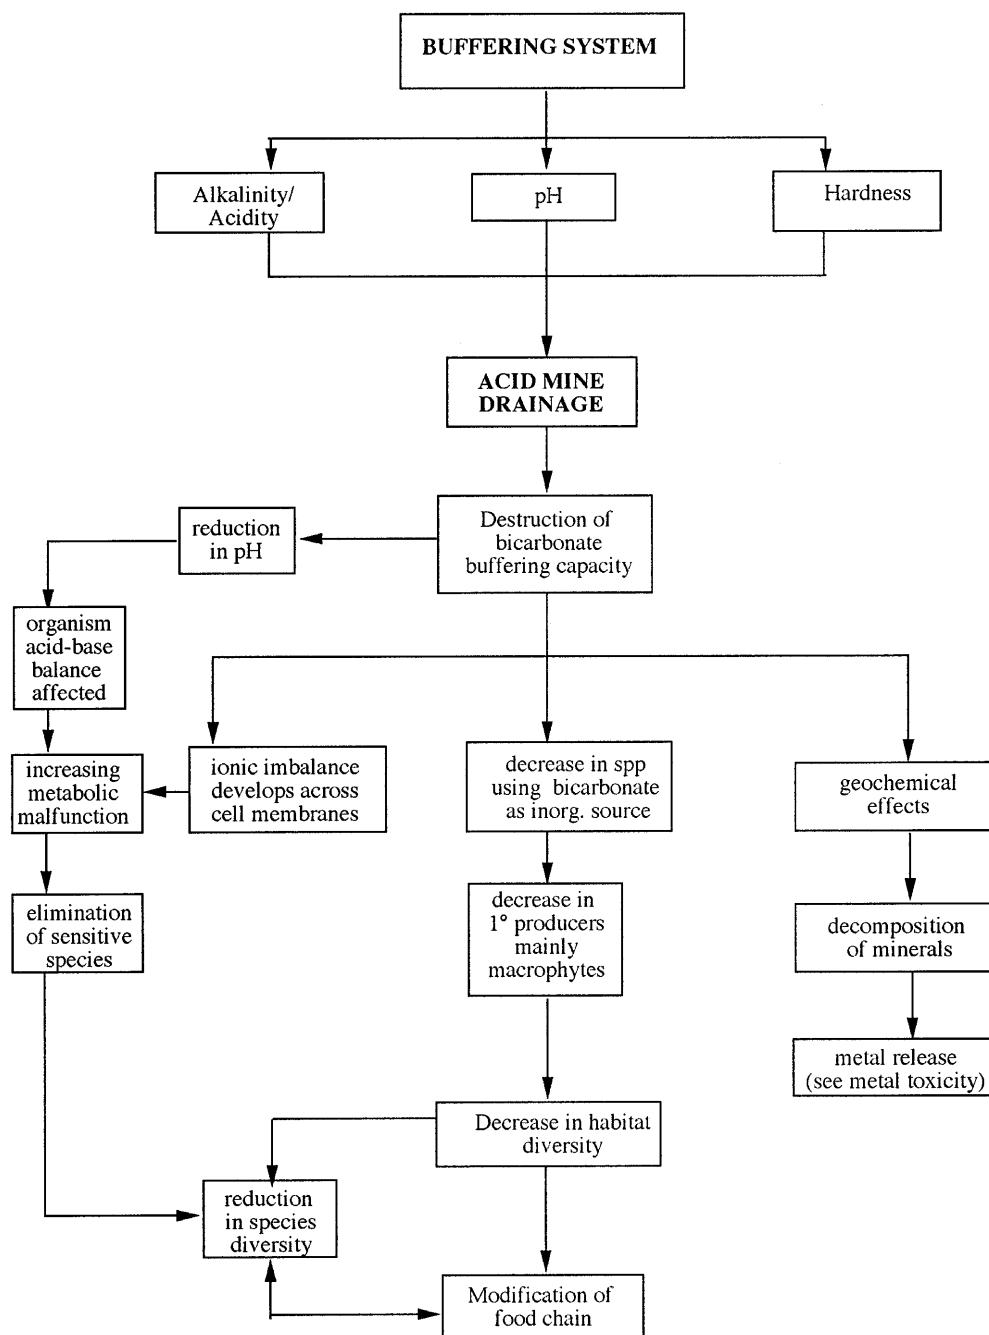 BUFFERING SYSTEM
Alkalinity/
Acidity
pH
Hardness
ACID MINE
DRAINAGE
Destruction of
bicarbonate
buffering capacity
reduction
in pH
organism
acid-base
balance
affected
increasing
metabolic
malfunction
ionic imbalance
develops across
cell membranes
decrease in spp
using bicarbonate
as inorg. source
geochemical
effects
elimination
of sensitive
species
decrease in
1° producers
mainly
macrophytes
decomposition
of minerals
metal release
(see metal toxicity)
Decrease in habitat
diversity
reduction
in species
diversity
Modification of
food chain